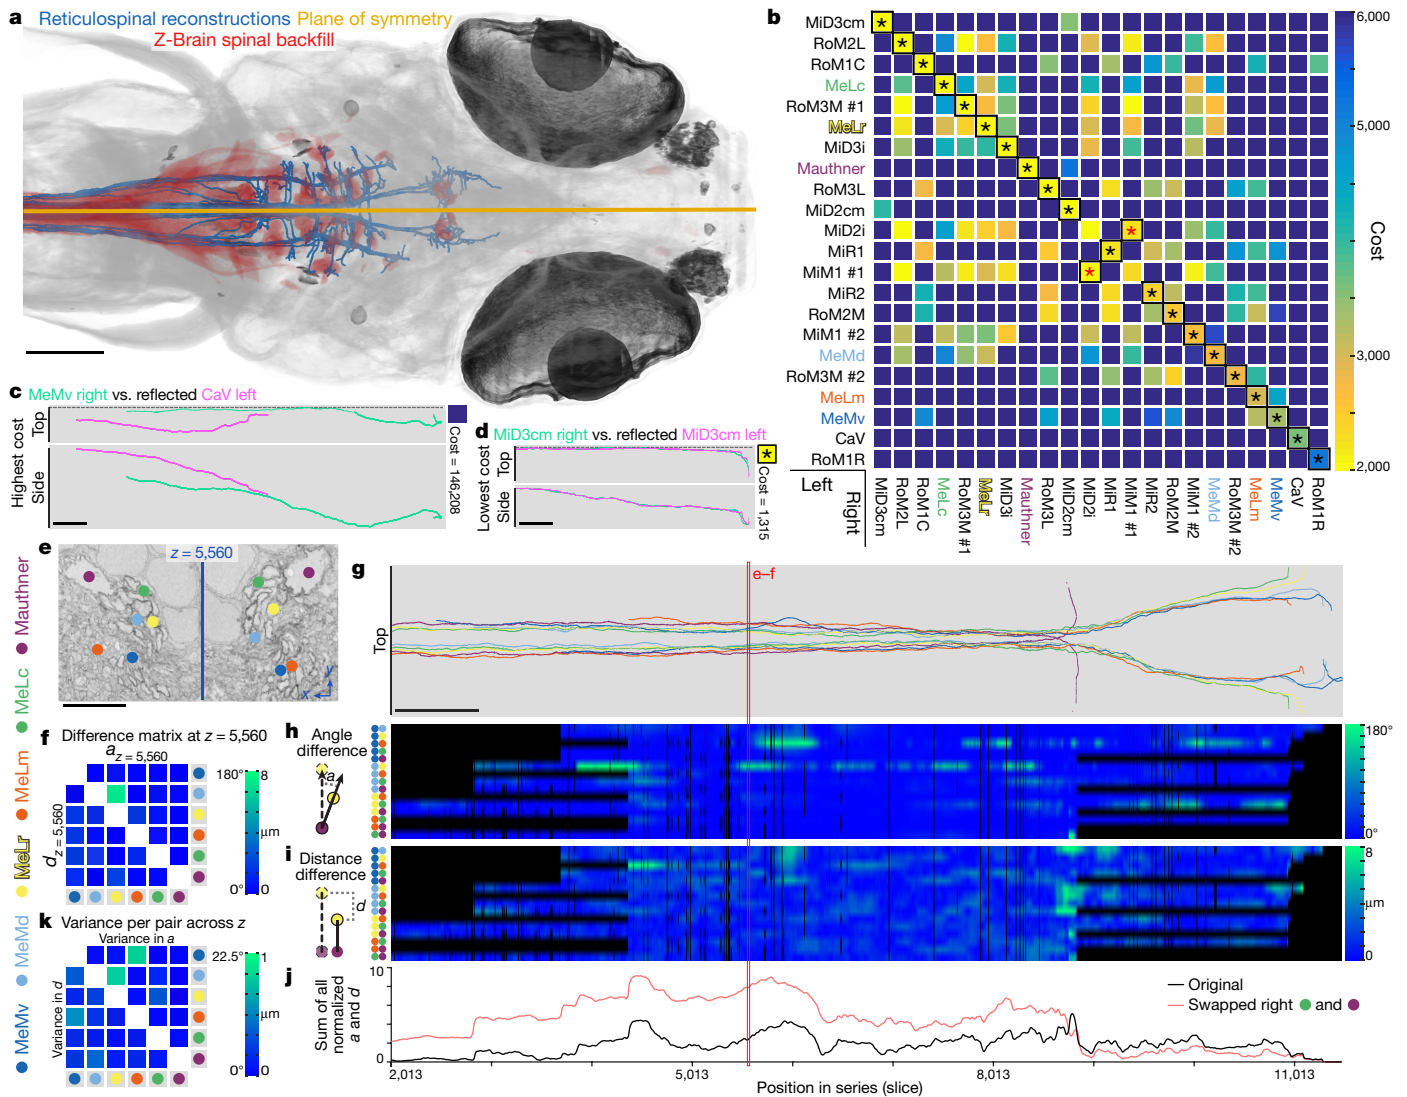 a
Reticulospinal reconstructions Plane of symmetry
Z-Brain spinal backfill
b
MiD3cm
RoM2L
RoM1C
MeLc
RoM3M #1
MeLr
MiD3i
Mauthner
RoM3L
MiD2cm
MiD2i
MiR1
MiM1 #1
MiR2
RoM2M
MiM1 #2
MeMd
RoM3M #2
MeLm
MeMv
CaV
RoM1R
Left
Right
MiD3cm
RoM2L
RoM1C
MeLc
RoM3M #1
MeLr
MiD3i
Mauthner
RoM3L
MiD2cm
MiD2i
MiR1
MiM1 #1
MiR2
RoM2M
MiM1 #2
MeMd
RoM3M #2
MeLm
MeMv
CaV
RoM1R
6,000
5,000
3,000
2,000
Cost
c
MeMv right vs. reflected CaV left
Highest cost
Top
Side
Cost = 146,208
d
MiD3cm right vs. reflected MiD3cm left
Lowest cost
Top
Side
Cost = 1,315
MeMv
MeMd
MeLr
MeLm
MeLc
Mauthner
e
z = 5,560
y
x
f
Difference matrix at z = 5,560
a z = 5,560
d z = 5,560
180° 8
μm
0° 0
k
Variance per pair across z
Variance in a
Variance in d
22.5° 1
μm
0° 0
g
e–f
Top
h
Angle
difference
a
180°
0°
i
Distance
difference
d
8
μm
0
j
Sum of all
normalized
a and d
10
0
Original
Swapped right and
2,013
5,013
8,013
11,013
Position in series (slice)